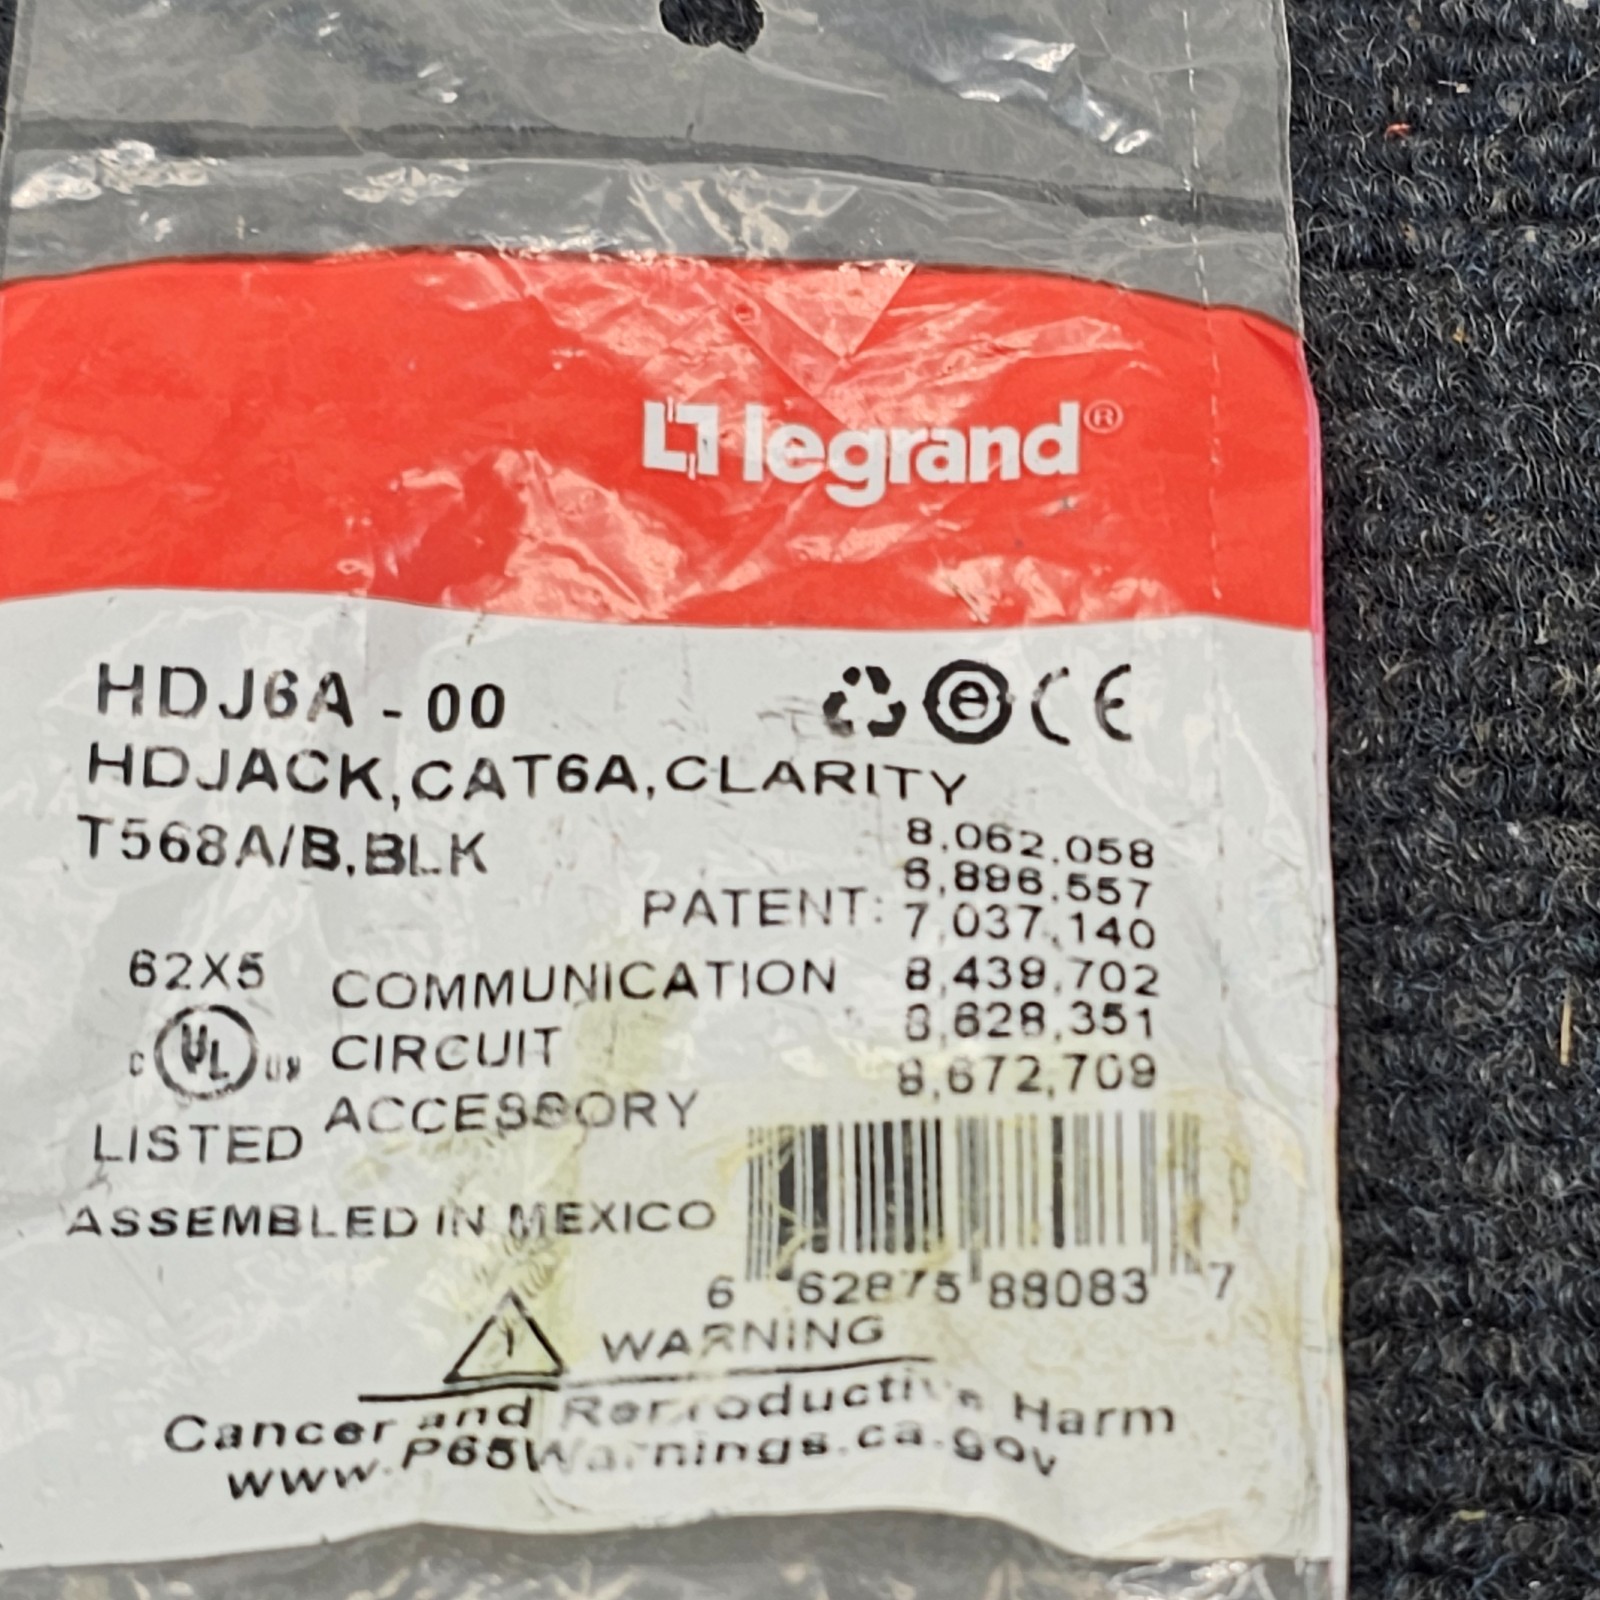 legrand®
HDJ6A - 00
HDJACK,CAT6A,CLARITY
T568A/B,BLK
PATENT:
8,062,058
6,896,557
7,037,140
8,439,702
8,628,351
8,672,709
62X5
C UL US
LISTED
COMMUNICATION
CIRCUIT
ACCESSORY
ASSEMBLED IN MEXICO
6 62875 88083 7
WARNING
Cancer and Reproductive Harm
www.P65Warnings.ca.gov